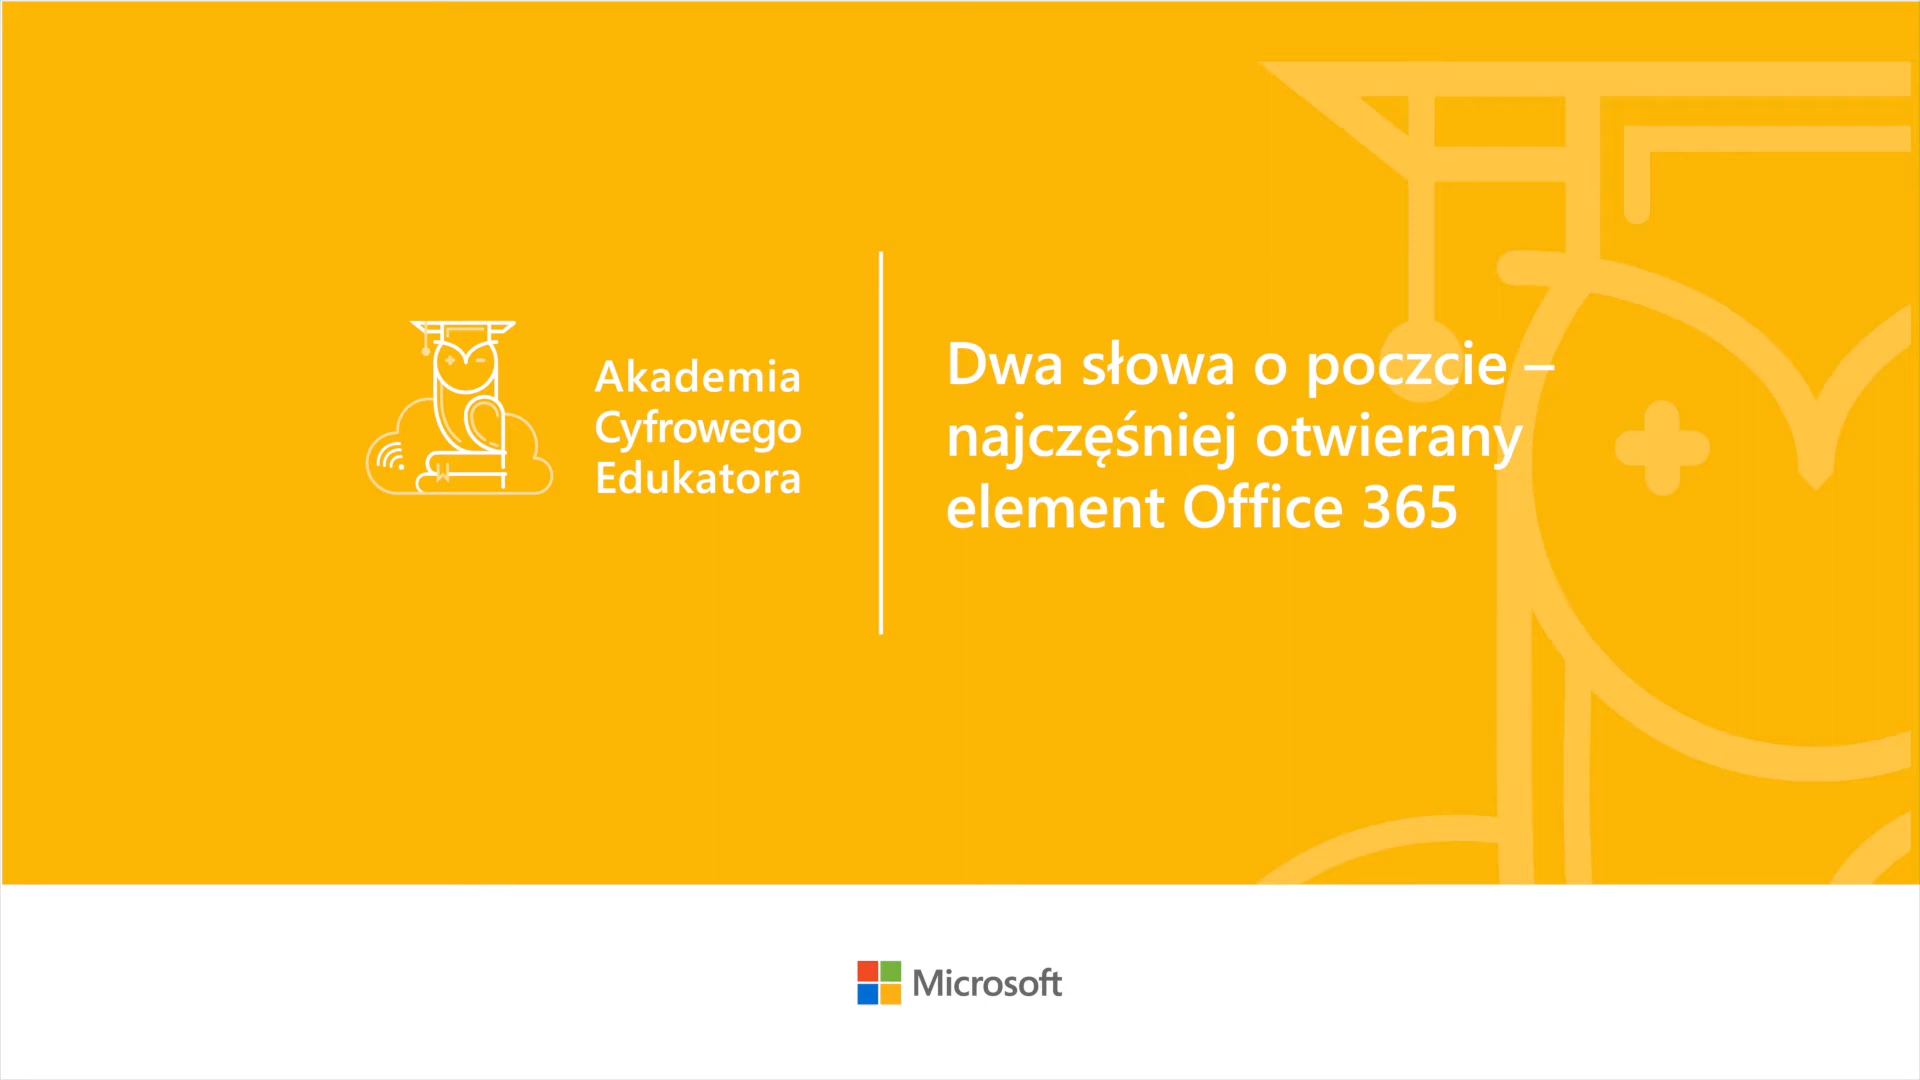 Akademia
Cyfrowego
Edukatora
Dwa słowa o poczcie –
najczęśniej otwierany
element Office 365
Microsoft